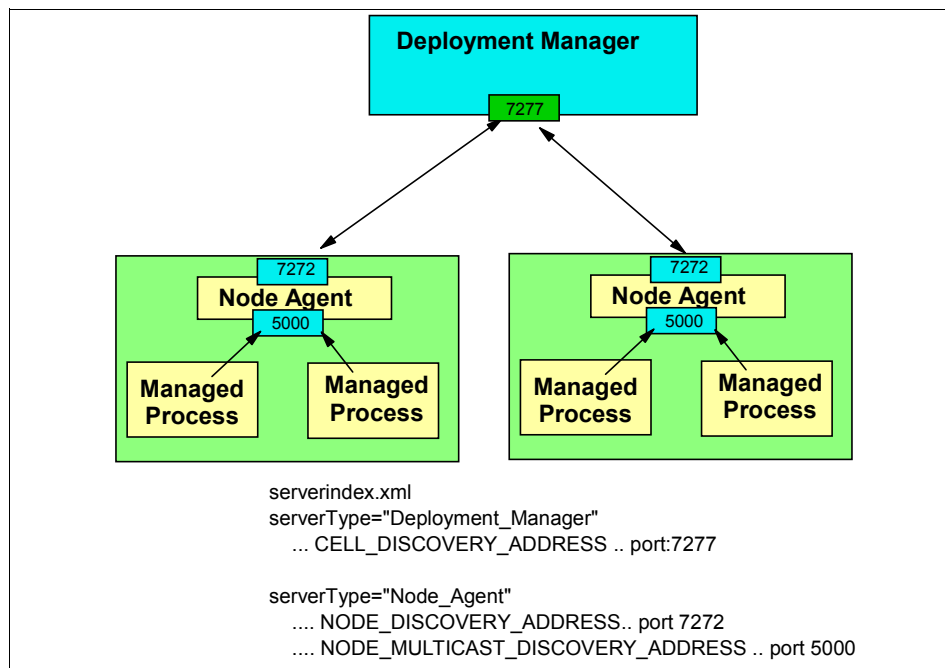 Deployment Manager
7277
7272
Node Agent
5000
Managed
Process
Managed
Process
7272
Node Agent
5000
Managed
Process
Managed
Process
serverindex.xml
serverType="Deployment_Manager"
... CELL_DISCOVERY_ADDRESS .. port:7277
serverType="Node_Agent"
.... NODE_DISCOVERY_ADDRESS.. port 7272
.... NODE_MULTICAST_DISCOVERY_ADDRESS .. port 5000